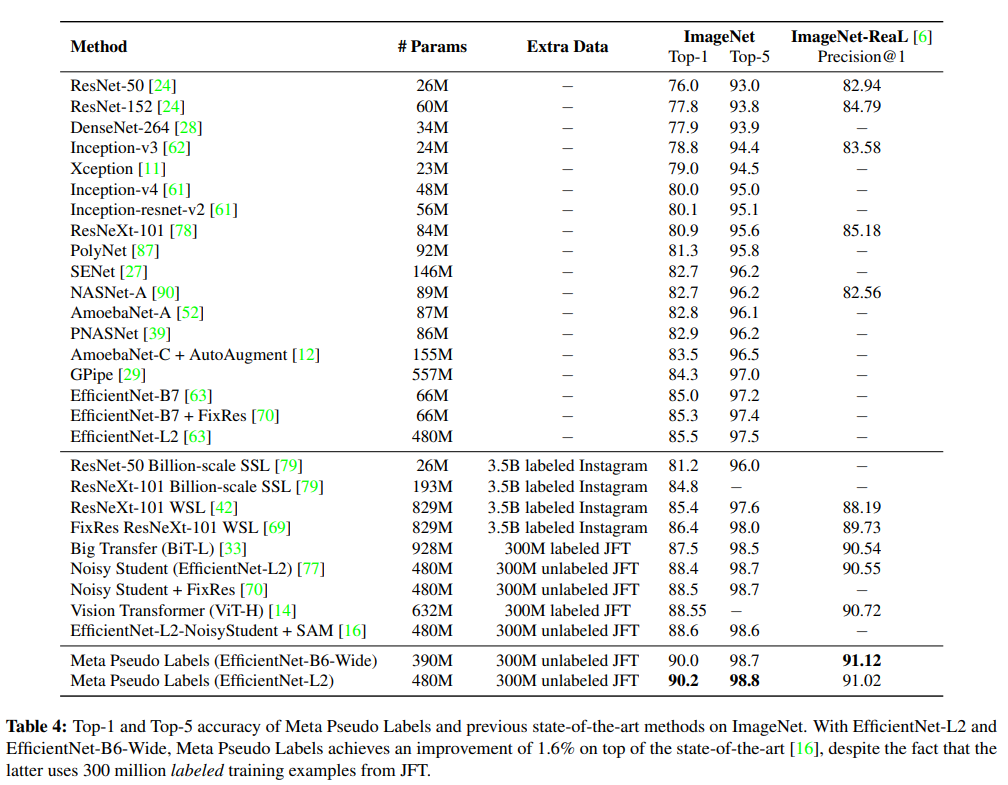 Method # Params Extra Data ImageNet ImageNet-ReaL [6]
Top-1 Top-5 Precision@1
ResNet-50 [24] 26M − 76.0 93.0 82.94
ResNet-152 [24] 60M − 77.8 93.8 84.79
DenseNet-264 [28] 34M − 77.9 93.9 −
Inception-v3 [62] 24M − 78.8 94.4 83.58
Xception [11] 23M − 79.0 94.5 −
Inception-v4 [61] 48M − 80.0 95.0 −
Inception-resnet-v2 [61] 56M − 80.1 95.1 −
ResNeXt-101 [78] 84M − 80.9 95.6 85.18
PolyNet [87] 92M − 81.3 95.8 −
SENet [27] 146M − 82.7 96.2 −
NASNet-A [90] 89M − 82.7 96.2 82.56
AmoebaNet-A [52] 87M − 82.8 96.1 −
PNASNet [39] 86M − 82.9 96.2 −
AmoebaNet-C + AutoAugment [12] 155M − 83.5 96.5 −
GPipe [29] 557M − 84.3 97.0 −
EfficientNet-B7 [63] 66M − 85.0 97.2 −
EfficientNet-B7 + FixRes [70] 66M − 85.3 97.4 −
EfficientNet-L2 [63] 480M − 85.5 97.5 −
ResNet-50 Billion-scale SSL [79] 26M 3.5B labeled Instagram 81.2 96.0 −
ResNeXt-101 Billion-scale SSL [79] 193M 3.5B labeled Instagram 84.8 − −
ResNeXt-101 WSL [42] 829M 3.5B labeled Instagram 85.4 97.6 88.19
FixRes ResNeXt-101 WSL [69] 829M 3.5B labeled Instagram 86.4 98.0 89.73
Big Transfer (BiT-L) [33] 928M 300M labeled JFT 87.5 98.5 90.54
Noisy Student (EfficientNet-L2) [77] 480M 300M unlabeled JFT 88.4 98.7 90.55
Noisy Student + FixRes [70] 480M 300M unlabeled JFT 88.5 98.7 −
Vision Transformer (ViT-H) [14] 632M 300M labeled JFT 88.55 − 90.72
EfficientNet-L2-NoisyStudent + SAM [16] 480M 300M unlabeled JFT 88.6 98.6 −
Meta Pseudo Labels (EfficientNet-B6-Wide) 390M 300M unlabeled JFT 90.0 98.7 91.12
Meta Pseudo Labels (EfficientNet-L2) 480M 300M unlabeled JFT 90.2 98.8 91.02
Table 4: Top-1 and Top-5 accuracy of Meta Pseudo Labels and previous state-of-the-art methods on ImageNet. With EfficientNet-L2 and
EfficientNet-B6-Wide, Meta Pseudo Labels achieves an improvement of 1.6% on top of the state-of-the-art [16], despite the fact that the
latter uses 300 million labeled training examples from JFT.